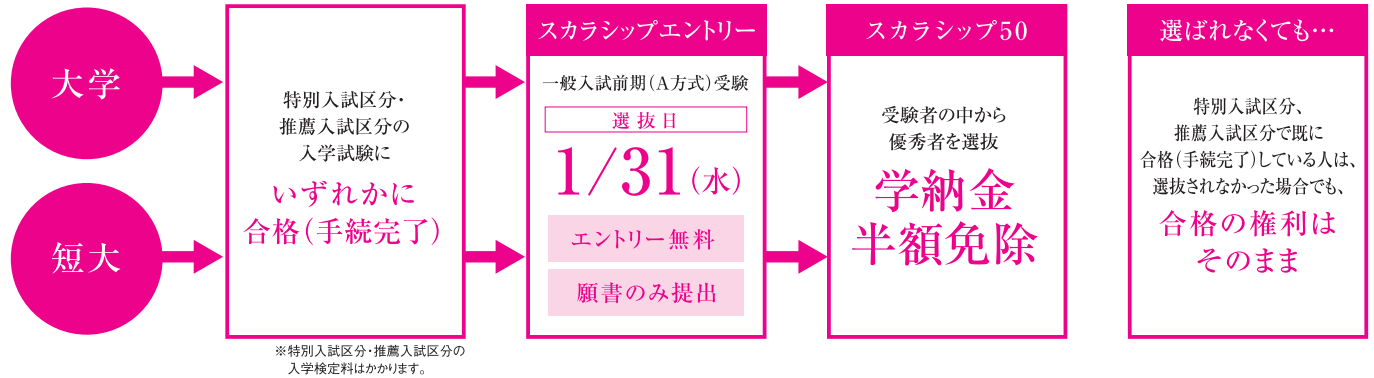 大学
短大
特別入試区分・
推薦入試区分の
入学試験に
いずれかに
合格(手続完了)
※特別入試区分・推薦入試区分の
入学検定料はかかります。
スカラシップエントリー
一般入試前期(A方式)受験
選抜日
1/31(水)
エントリー無料
願書のみ提出
スカラシップ50
受験者の中から
優秀者を選抜
学納金
半額免除
選ばれなくても…
特別入試区分、
推薦入試区分で既に
合格(手続完了)している人は、
選抜されなかった場合でも、
合格の権利は
そのまま